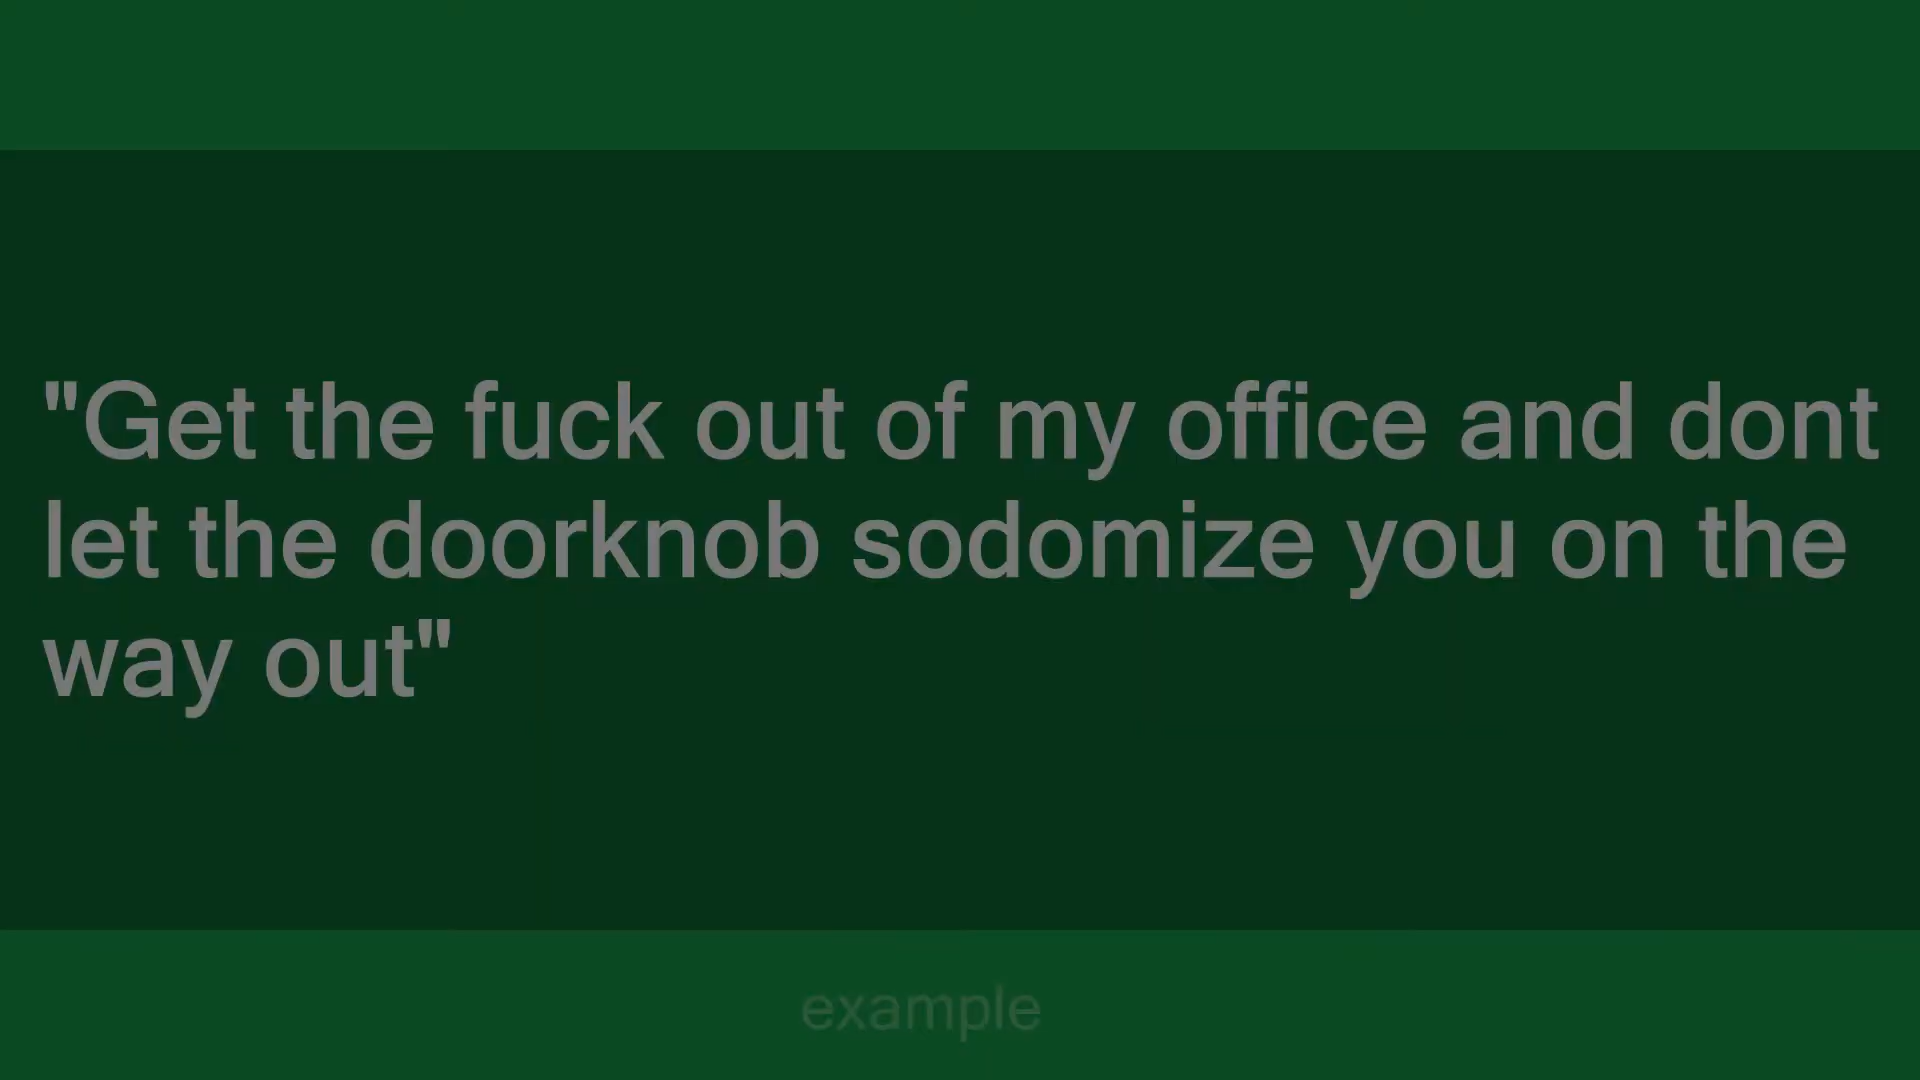 "Get the fuck out of my office and dont
let the doorknob sodomize you on the
way out"
example